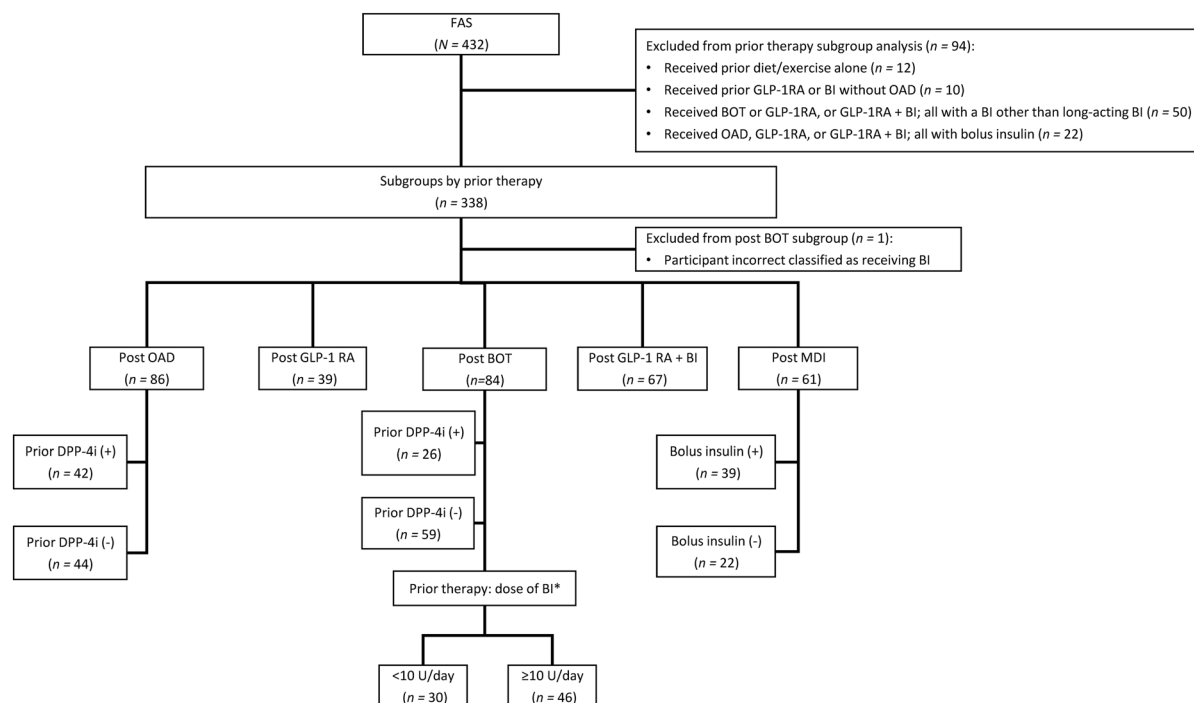 FAS
(N = 432)
Excluded from prior therapy subgroup analysis (n = 94):
• Received prior diet/exercise alone (n = 12)
• Received prior GLP-1RA or BI without OAD (n = 10)
• Received BOT or GLP-1RA, or GLP-1RA + BI; all with a BI other than long-acting BI (n = 50)
• Received OAD, GLP-1RA, or GLP-1RA + BI; all with bolus insulin (n = 22)
Subgroups by prior therapy
(n = 338)
Excluded from post BOT subgroup (n = 1):
• Participant incorrect classified as receiving BI
Post OAD
(n = 86)
Post GLP-1 RA
(n = 39)
Post BOT
(n=84)
Post GLP-1 RA + BI
(n = 67)
Post MDI
(n = 61)
Prior DPP-4i (+)
(n = 42)
Prior DPP-4i (-)
(n = 44)
Prior DPP-4i (+)
(n = 26)
Prior DPP-4i (-)
(n = 59)
Bolus insulin (+)
(n = 39)
Bolus insulin (-)
(n = 22)
Prior therapy: dose of BI*
<10 U/day
(n = 30)
≥10 U/day
(n = 46)